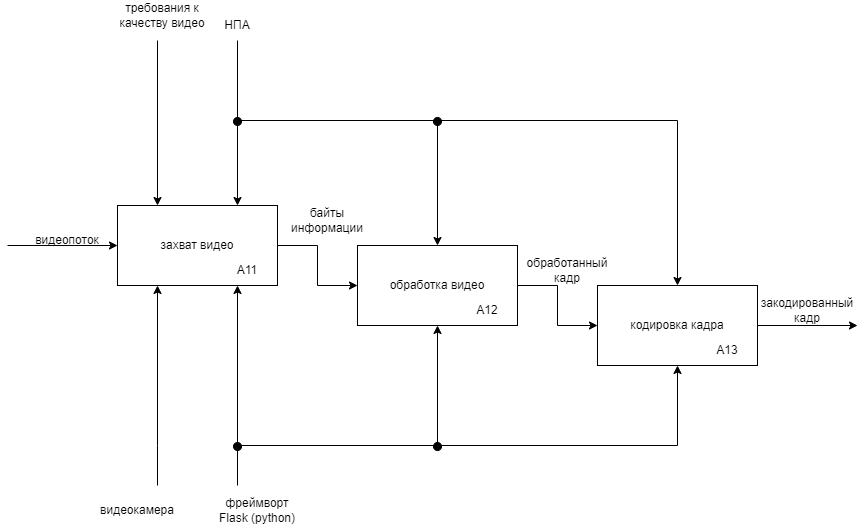 требования к
качеству видео
НПА
видеопоток
захват видео
А11
байты
информации
обработка видео
А12
обработанный
кадр
кодировка кадра
А13
закодированный
кадр
видеокамера
фреймворт
Flask (python)